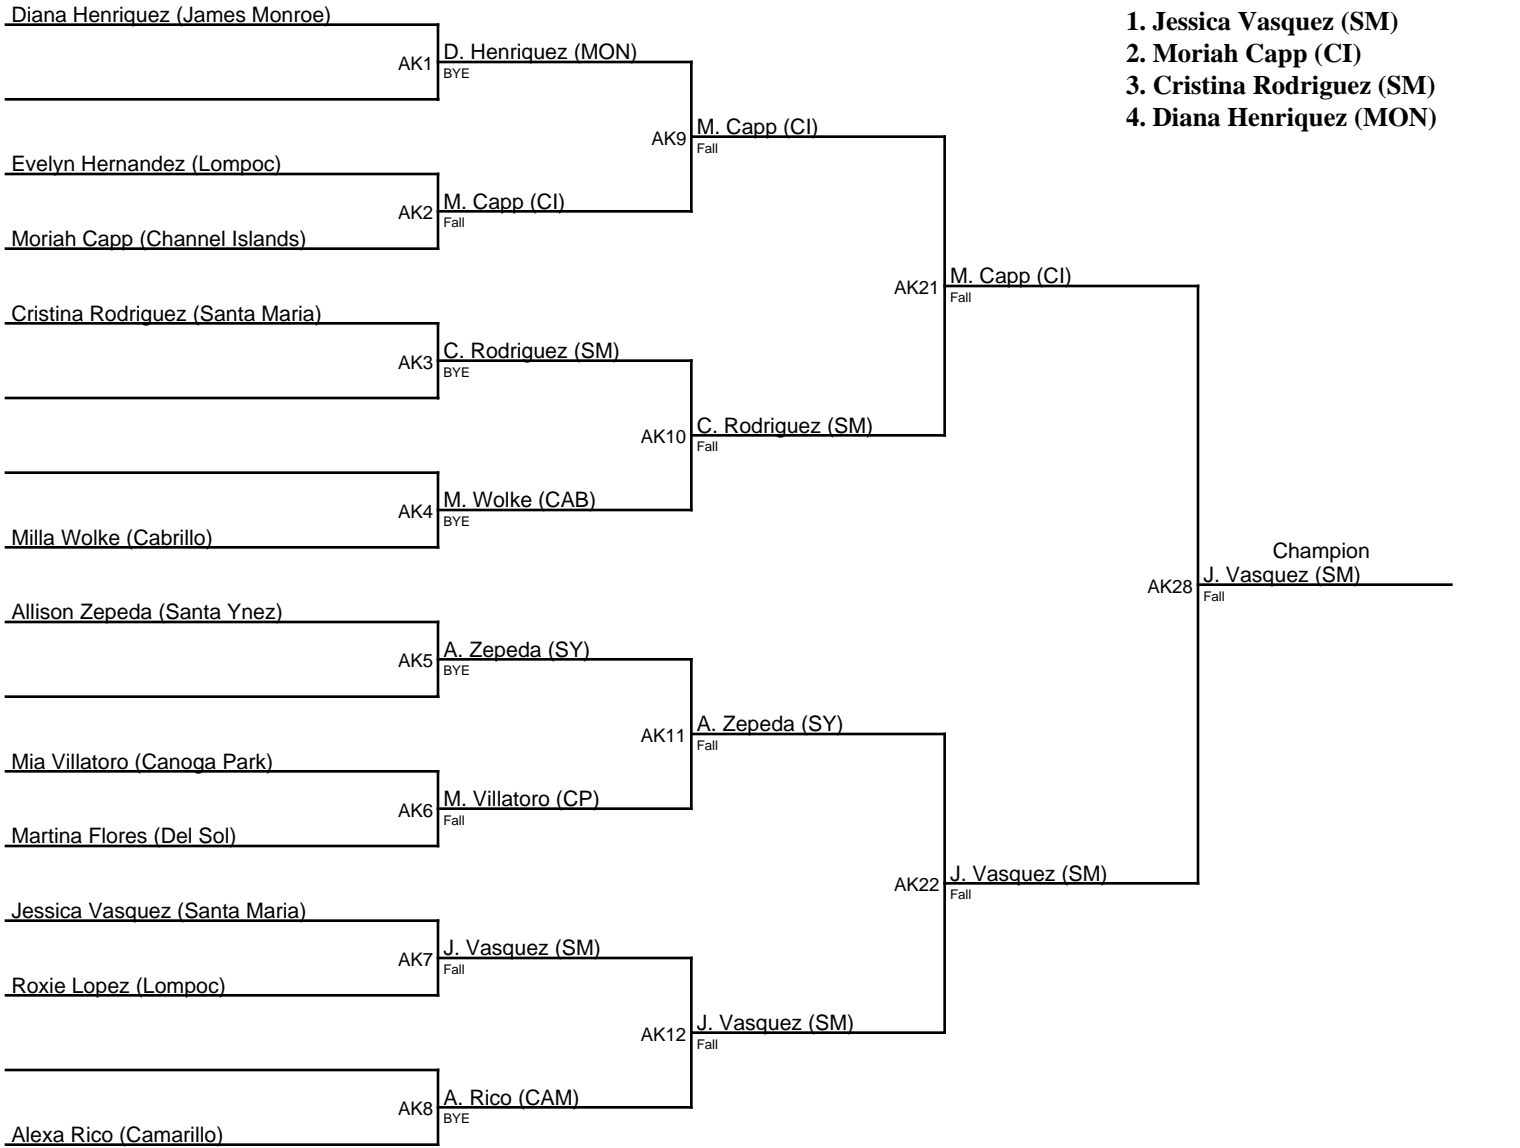 Diana Henriquez (James Monroe)
AK1
D. Henriquez (MON)
BYE
Evelyn Hernandez (Lompoc)
AK2
M. Capp (CI)
Fall
Moriah Capp (Channel Islands)
AK9
M. Capp (CI)
Fall
Cristina Rodriguez (Santa Maria)
AK3
C. Rodriguez (SM)
BYE
AK10
C. Rodriguez (SM)
Fall
AK4
M. Wolke (CAB)
BYE
Milla Wolke (Cabrillo)
AK21
M. Capp (CI)
Fall
Allison Zepeda (Santa Ynez)
AK5
A. Zepeda (SY)
BYE
AK11
A. Zepeda (SY)
Fall
Mia Villatoro (Canoga Park)
AK6
M. Villatoro (CP)
Fall
Martina Flores (Del Sol)
AK22
J. Vasquez (SM)
Fall
Jessica Vasquez (Santa Maria)
AK7
J. Vasquez (SM)
Fall
Roxie Lopez (Lompoc)
AK12
J. Vasquez (SM)
Fall
AK8
A. Rico (CAM)
BYE
Alexa Rico (Camarillo)
Champion
AK28
J. Vasquez (SM)
Fall
1. Jessica Vasquez (SM)
2. Moriah Capp (CI)
3. Cristina Rodriguez (SM)
4. Diana Henriquez (MON)